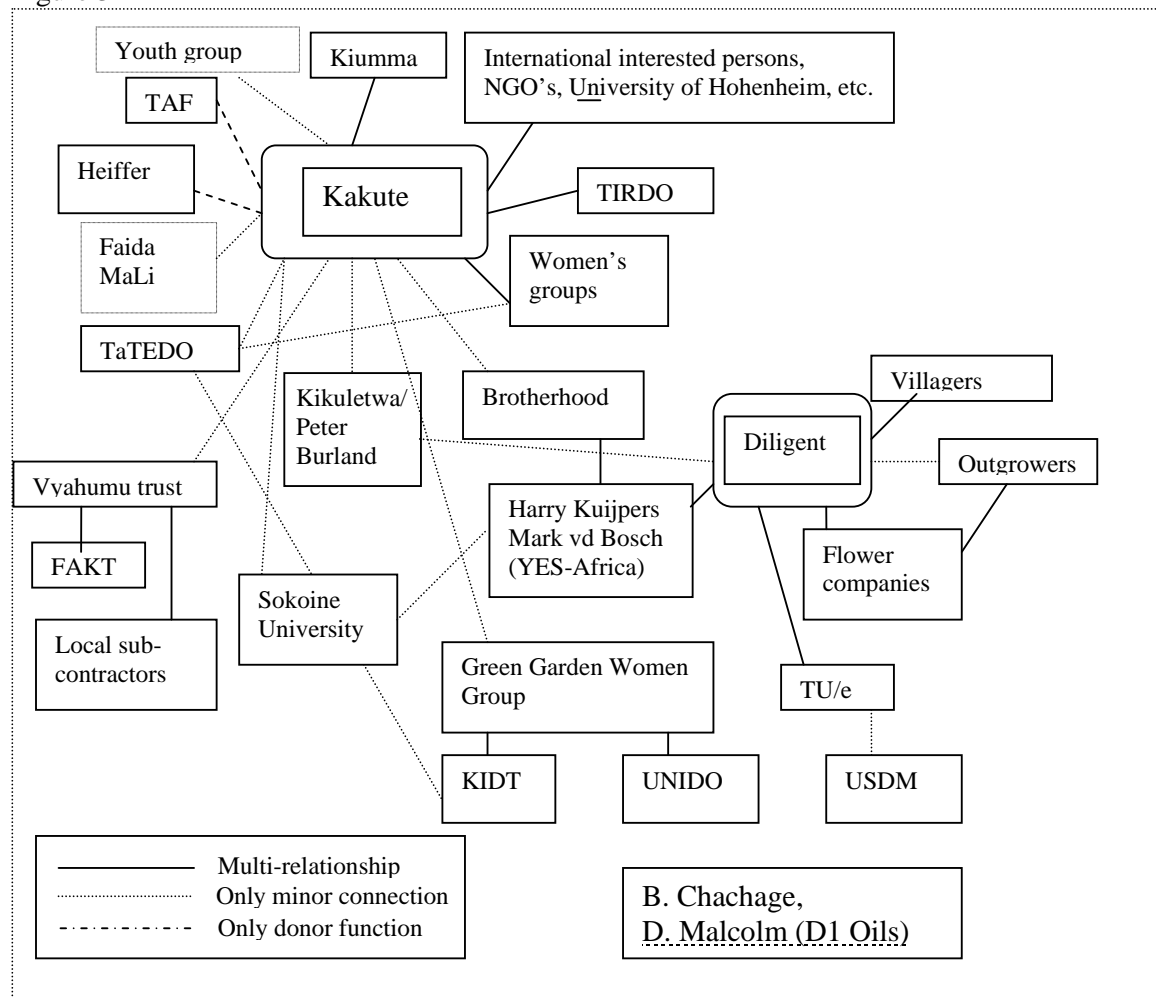 Youth group
Kiumma
International interested persons,
NGO's, University of Hohenheim, etc.
TAF
Heiffer
Kakute
TIRDO
Faida
MaLi
Women's
groups
TaTEDO
Villagers
Kikuletwa/
Peter
Burland
Brotherhood
Diligent
Outgrowers
Vyahumu trust
Harry Kuijpers
Mark vd Bosch
(YES-Africa)
Flower
companies
FAKT
Sokoine
University
Local sub-
contractors
Green Garden Women
Group
TU/e
KIDT
UNIDO
USDM
Multi-relationship
Only minor connection
Only donor function
B. Chachage,
D. Malcolm (D1 Oils)